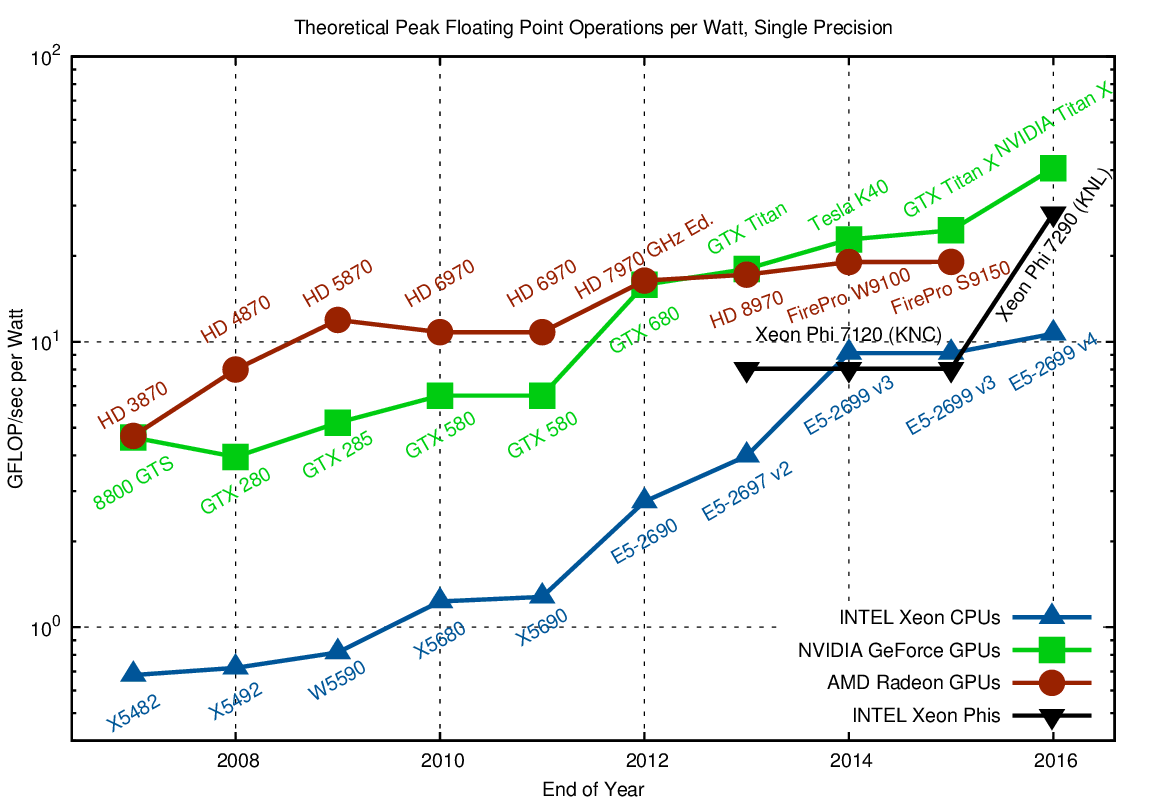 Theoretical Peak Floating Point Operations per Watt, Single Precision
GFLOP/sec per Watt
10^2
10^1
10^0
HD 3870
HD 4870
HD 5870
HD 6970
HD 6970
HD 7970 GHz Ed.
HD 8970
FirePro W9100
FirePro S9150
8800 GTS
GTX 280
GTX 285
GTX 580
GTX 580
GTX 680
GTX Titan
Tesla K40
GTX Titan X
NVIDIA Titan X
Xeon Phi 7120 (KNC)
Xeon Phi 7290 (KNL)
X5482
X5492
W5590
X5680
X5690
E5-2690
E5-2697 v2
E5-2699 v3
E5-2699 v3
E5-2699 v4
INTEL Xeon CPUs
NVIDIA GeForce GPUs
AMD Radeon GPUs
INTEL Xeon Phis
2008 2010 2012 2014 2016
End of Year